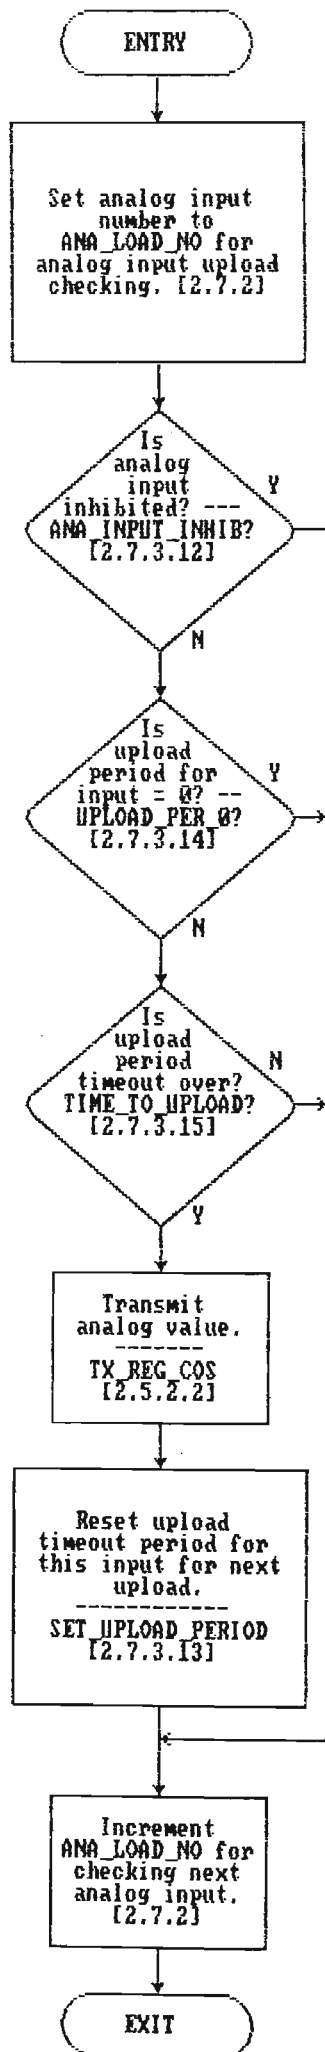 ENTRY
Set analog input
number to
ANA_LOAD_NO for
analog input upload
checking. [2.7.2]
Is
analog
input
inhibited? ---
ANA_INPUT_INHIB?
[2.7.3.12]
Y
N
Is
upload
period for
input = 0? --
UPLOAD_PER_0?
[2.7.3.14]
Y
N
Is
upload
period
timeout over?
TIME_TO_UPLOAD?
[2.7.3.15]
N
Y
Transmit
analog value.
-------
TX_REG_COS
[2.5.2.2]
Reset upload
timeout period for
this input for next
upload.
------------
SET_UPLOAD_PERIOD
[2.7.3.13]
Increment
ANA_LOAD_NO for
checking next
analog input.
[2.7.2]
EXIT